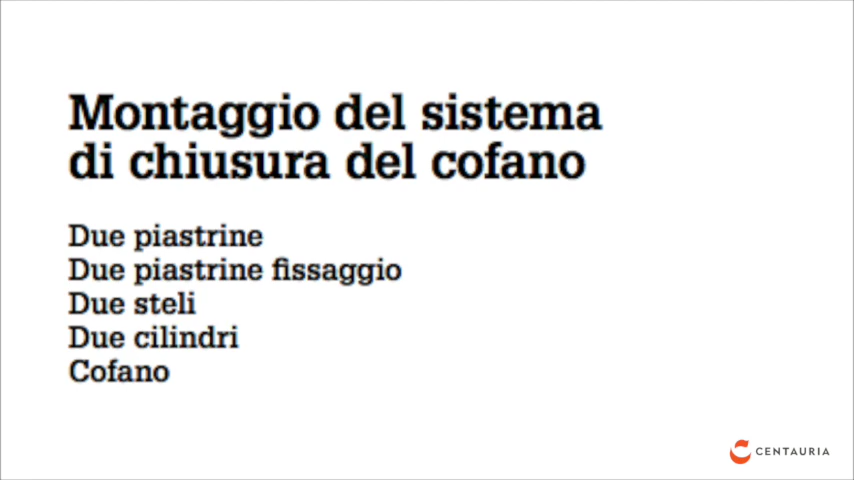 Montaggio del sistema
di chiusura del cofano
Due piastrine
Due piastrine fissaggio
Due steli
Due cilindri
Cofano
CENTAURIA